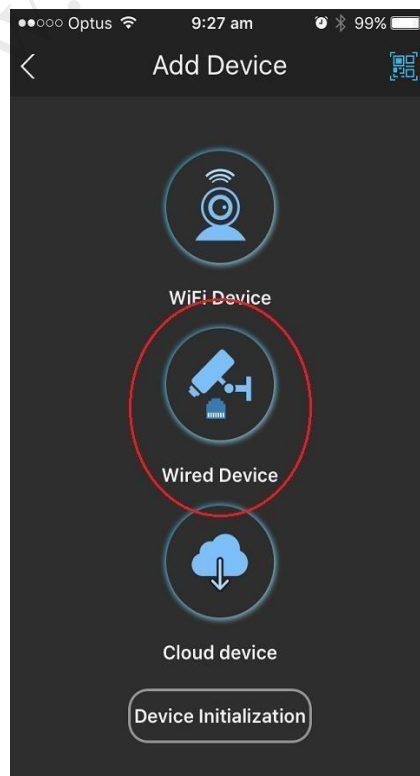 Optus 9:27 am 99%
Add Device
WiFi Device
Wired Device
Cloud device
Device Initialization